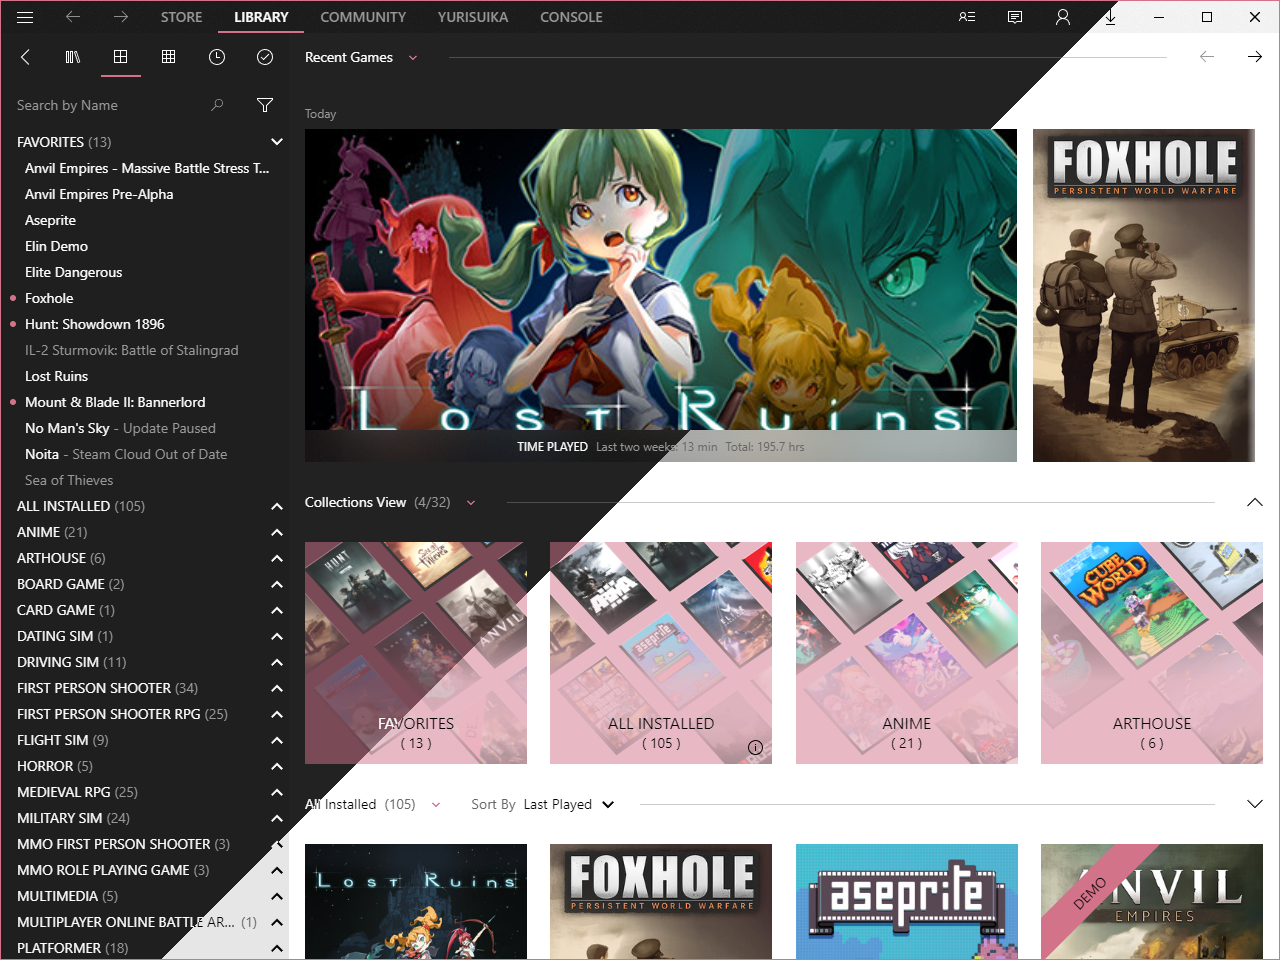 STORE LIBRARY COMMUNITY YURISUIKA CONSOLE
Search by Name
FAVORITES (13)
Anvil Empires - Massive Battle Stress T...
Anvil Empires Pre-Alpha
Aseprite
Elin Demo
Elite Dangerous
Foxhole
Hunt: Showdown 1896
IL-2 Sturmovik: Battle of Stalingrad
Lost Ruins
Mount & Blade II: Bannerlord
No Man's Sky - Update Paused
Noita - Steam Cloud Out of Date
Sea of Thieves
ALL INSTALLED (105)
ANIME (21)
ARTHOUSE (6)
BOARD GAME (2)
CARD GAME (1)
DATING SIM (1)
DRIVING SIM (11)
FIRST PERSON SHOOTER (34)
FIRST PERSON SHOOTER RPG (25)
FLIGHT SIM (9)
HORROR (5)
MEDIEVAL RPG (25)
MILITARY SIM (24)
MMO FIRST PERSON SHOOTER (3)
MMO ROLE PLAYING GAME (3)
MULTIMEDIA (5)
MULTIPLAYER ONLINE BATTLE AR... (1)
PLATFORMER (18)
Recent Games
Today
Lost Ruins
TIME PLAYED Last two weeks: 13 min Total: 195.7 hrs
FOXHOLE
PERSISTENT WORLD WARFARE
Collections View (4/32)
HUNT
ANVIL
FAVORITES
(13)
ARMA
aseprite
ALL INSTALLED
(105)
ANIME
(21)
CUBE
WORLD
ARTHOUSE
(6)
All Installed (105) Sort By Last Played
LOST RUINS
FOXHOLE
PERSISTENT WORLD WARFARE
aseprite
DEMO
ANVIL
EMPIRES